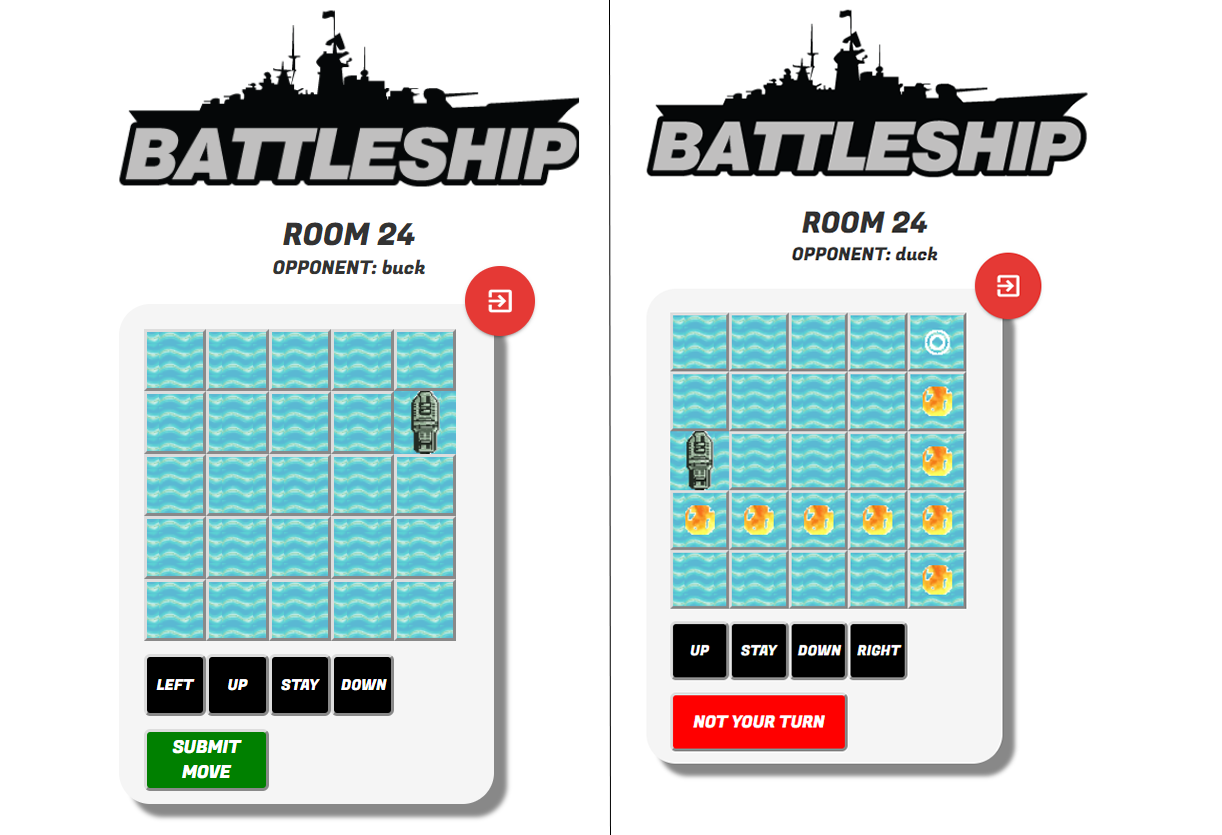 BATTLESHIP
ROOM 24
OPPONENT: buck
LEFT UP STAY DOWN
SUBMIT
MOVE
BATTLESHIP
ROOM 24
OPPONENT: duck
UP STAY DOWN RIGHT
NOT YOUR TURN